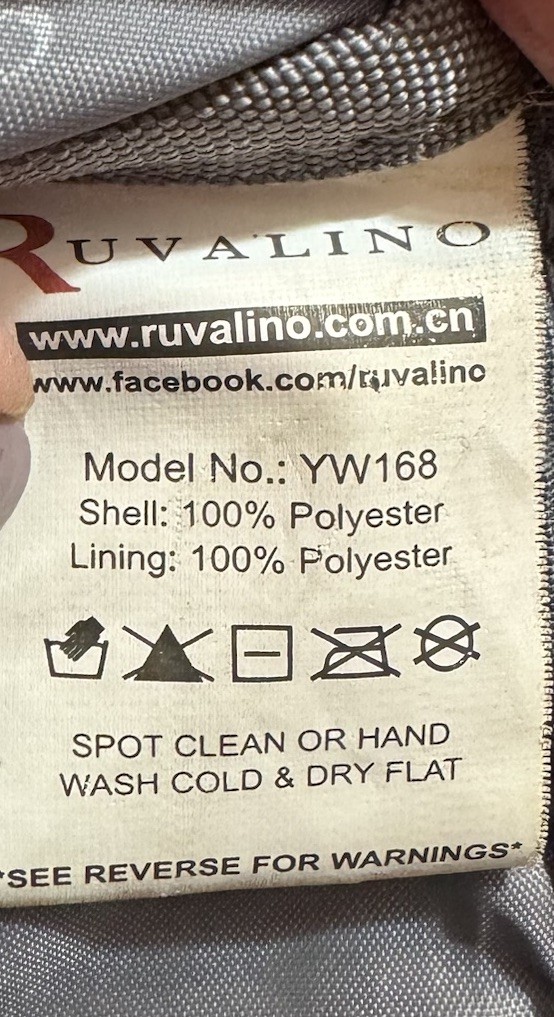 RUVALINO
www.ruvalino.com.cn
www.facebook.com/ruvalino
Model No.: YW168
Shell: 100% Polyester
Lining: 100% Polyester
SPOT CLEAN OR HAND
WASH COLD & DRY FLAT
*SEE REVERSE FOR WARNINGS*